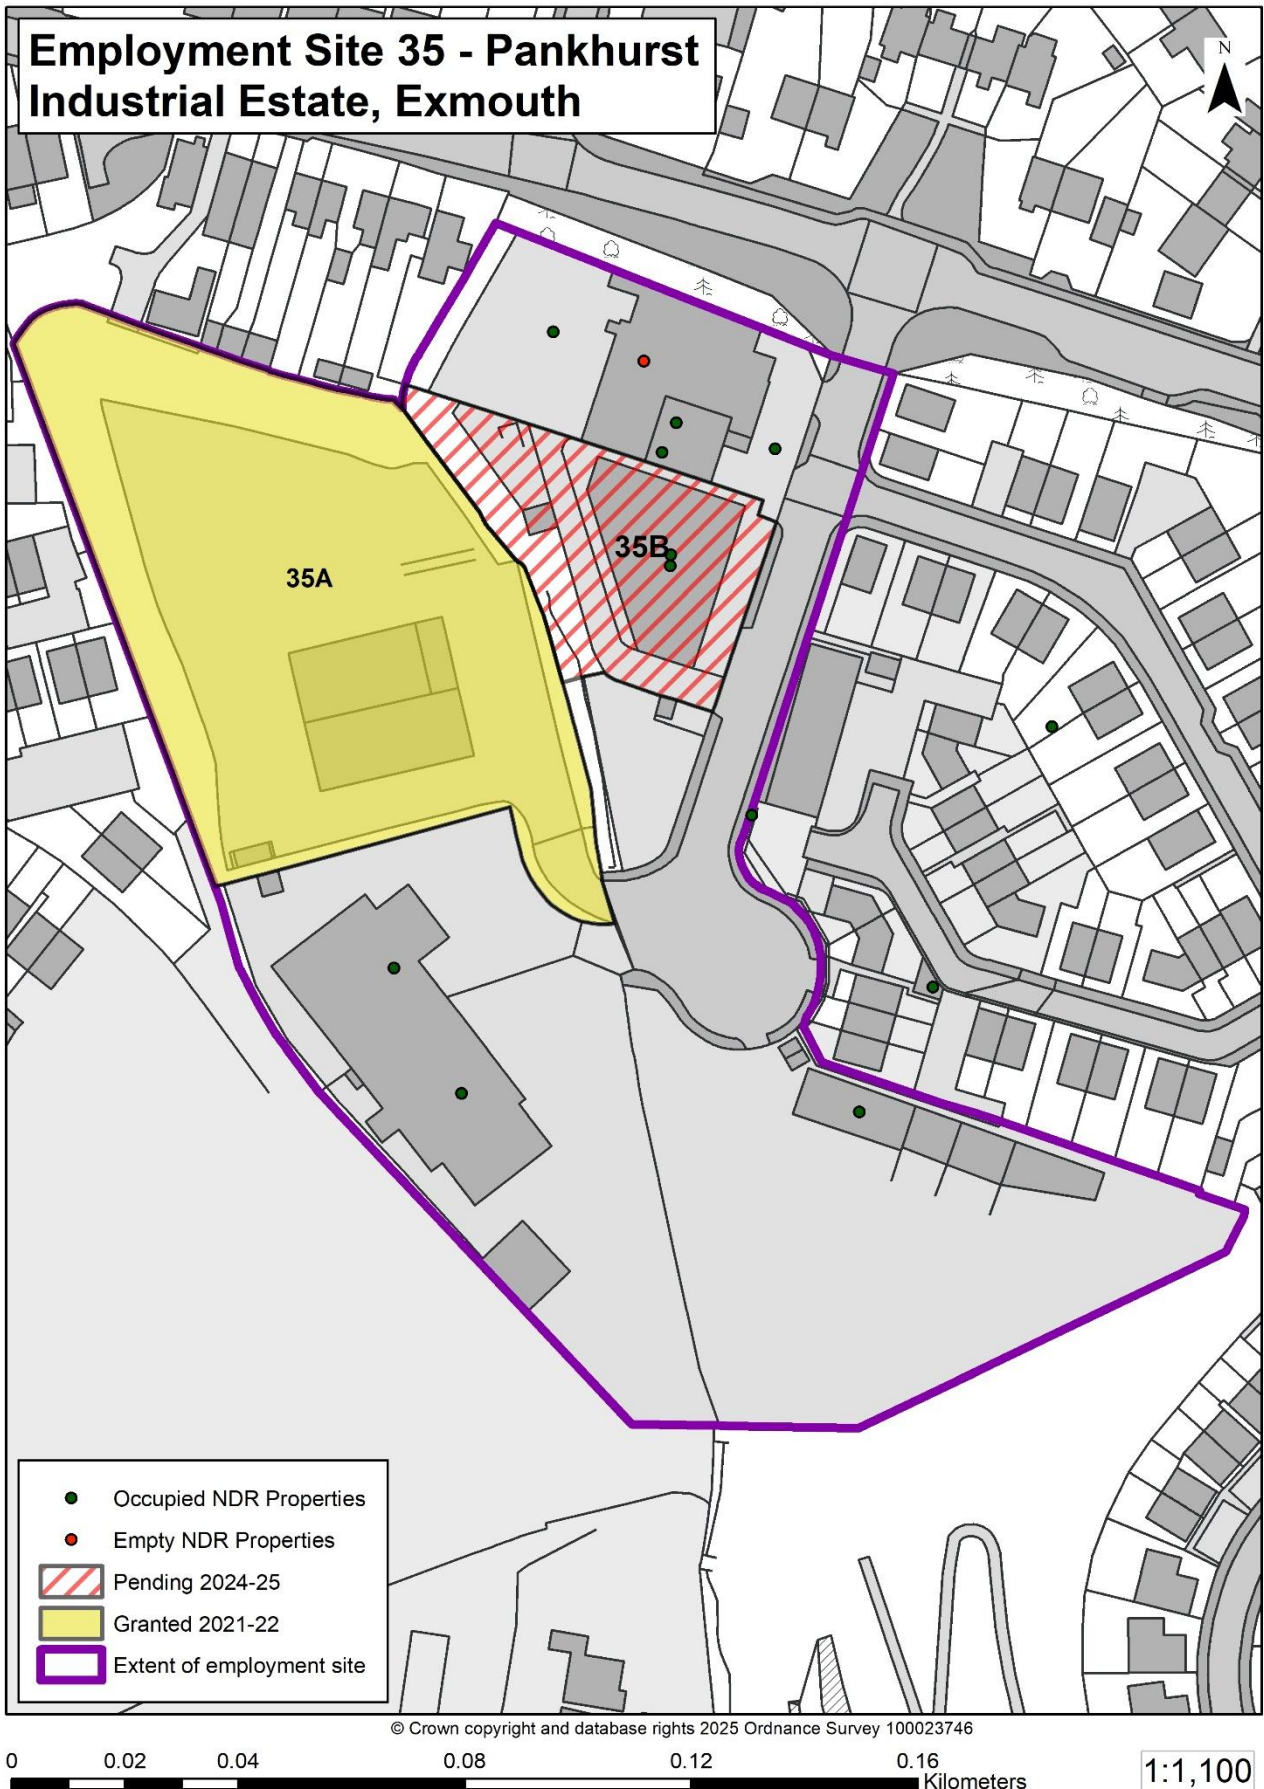 Employment Site 35 - Pankhurst
Industrial Estate, Exmouth
N
35A
35B
Occupied NDR Properties
Empty NDR Properties
Pending 2024-25
Granted 2021-22
Extent of employment site
© Crown copyright and database rights 2025 Ordnance Survey 100023746
0 0.02 0.04 0.08 0.12 0.16
Kilometers
1:1,100